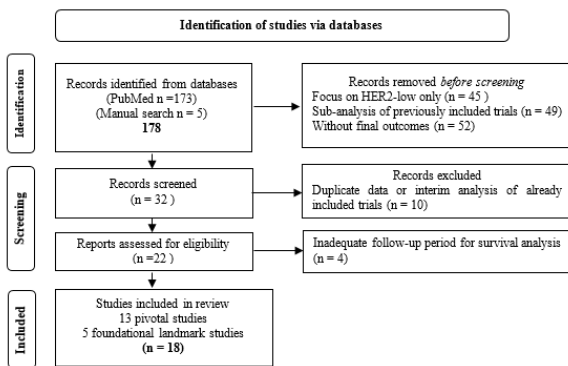 Identification of studies via databases
Identification
Records identified from databases
(PubMed n =173)
(Manual search n = 5)
178
Records removed before screening
Focus on HER2-low only (n = 45 )
Sub-analysis of previously included trials (n = 49)
Without final outcomes (n = 52)
Screening
Records screened
(n = 32)
Records excluded
Duplicate data or interim analysis of already
included trials (n = 10)
Reports assessed for eligibility
(n =22 )
Inadequate follow-up period for survival analysis
(n = 4)
Included
Studies included in review
13 pivotal studies
5 foundational landmark studies
(n = 18)